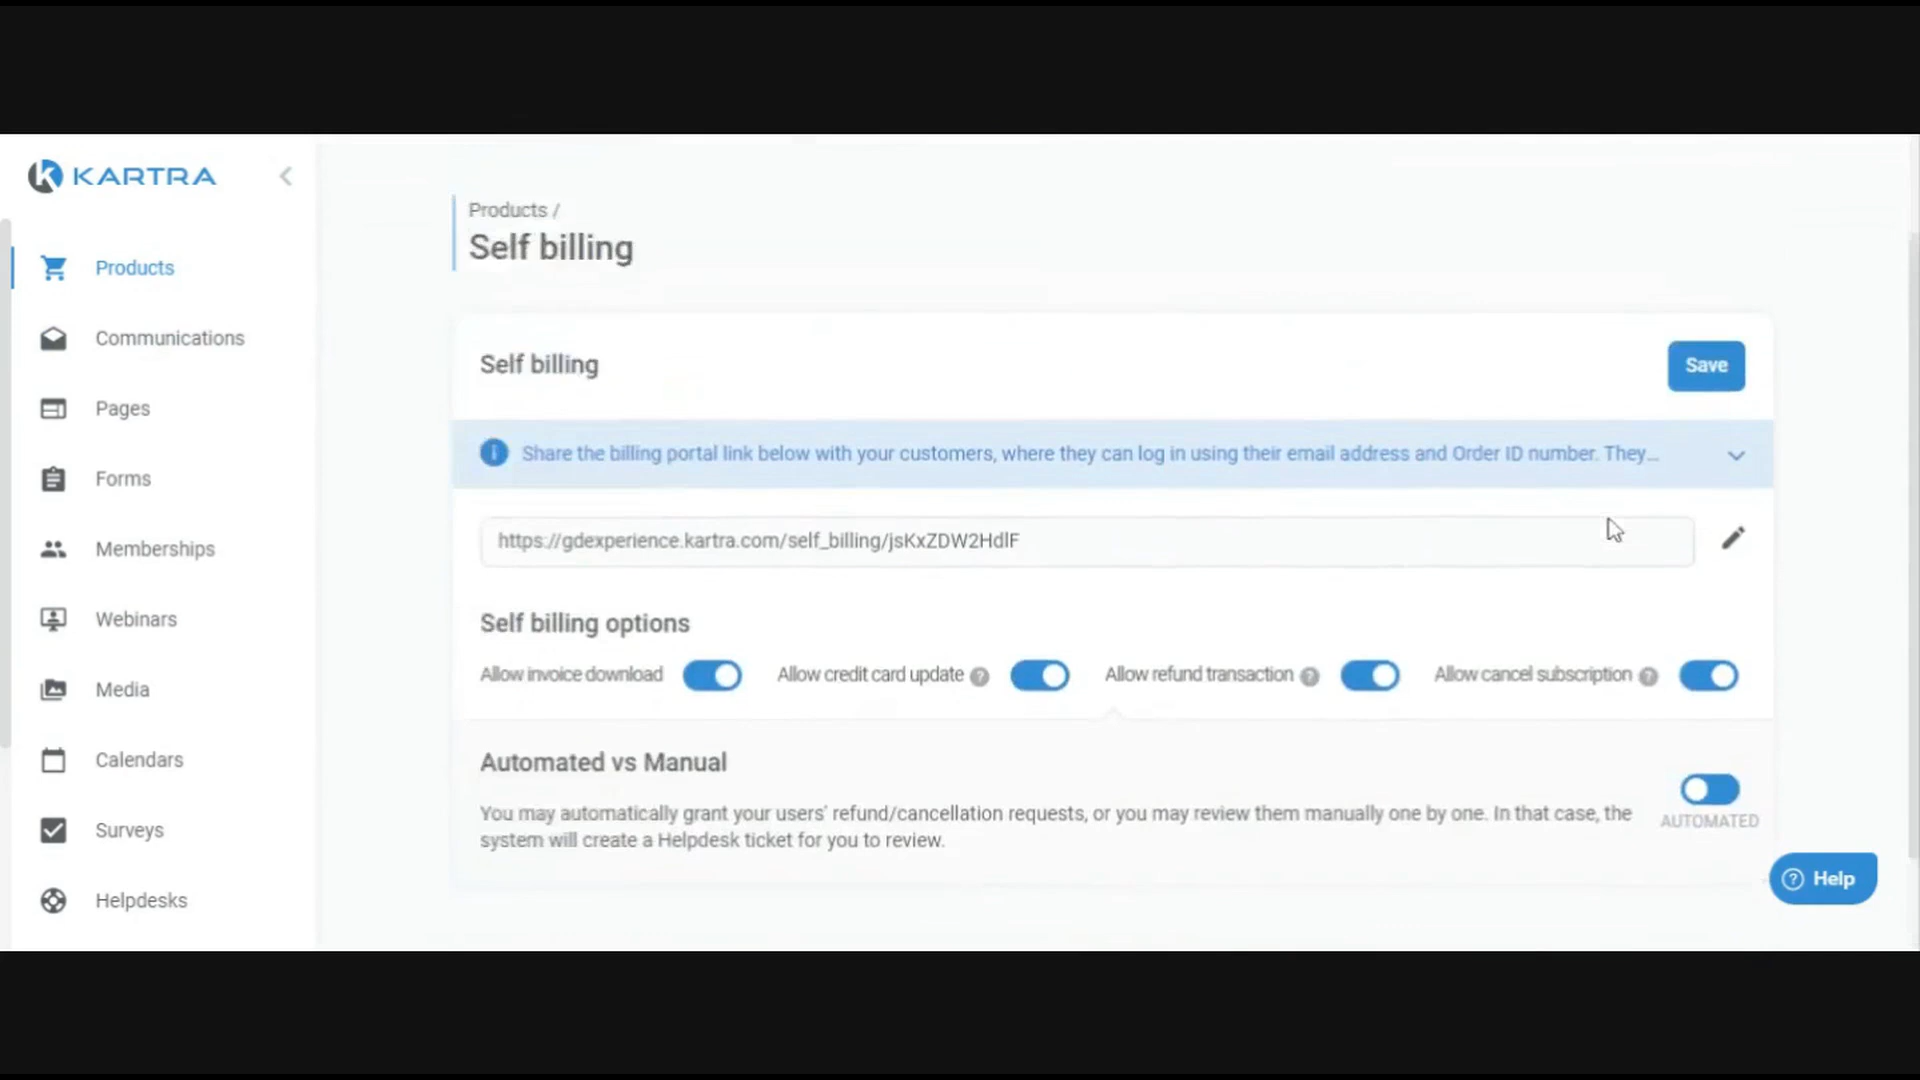 KARTRA
Products
Communications
Pages
Forms
Memberships
Webinars
Media
Calendars
Surveys
Helpdesks
Products /
Self billing
Self billing
Save
Share the billing portal link below with your customers, where they can log in using their email address and Order ID number. They...
https://gdexperience.kartra.com/self_billing/jsKxZDW2HdlF
Self billing options
Allow invoice download
Allow credit card update
Allow refund transaction
Allow cancel subscription
Automated vs Manual
You may automatically grant your users' refund/cancellation requests, or you may review them manually one by one. In that case, the
system will create a Helpdesk ticket for you to review.
AUTOMATED
Help